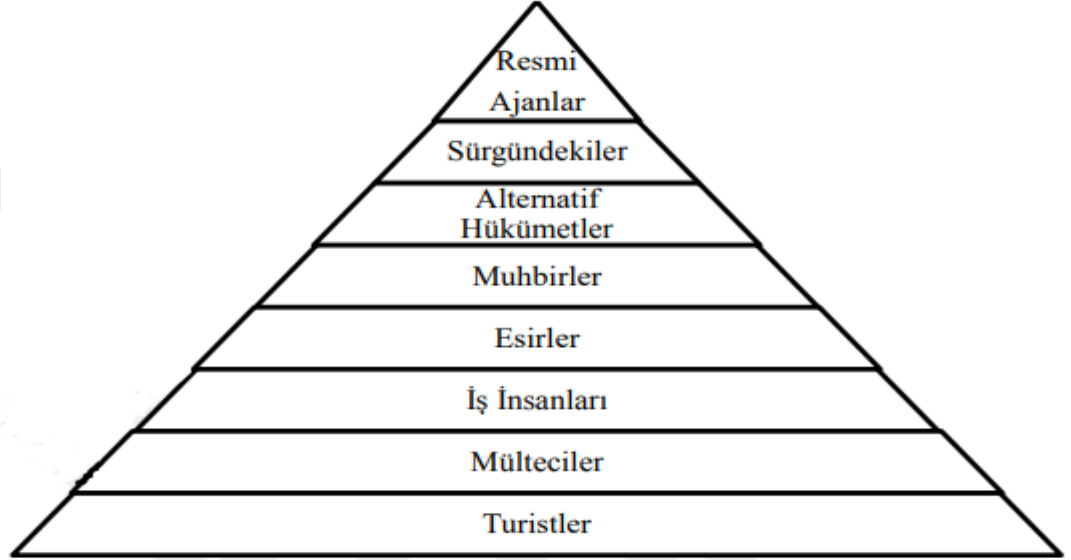 Resmi
Ajanlar
Sürgündekiler
Alternatif
Hükümetler
Muhbirler
Esirler
İş İnsanları
Mülteciler
Turistler